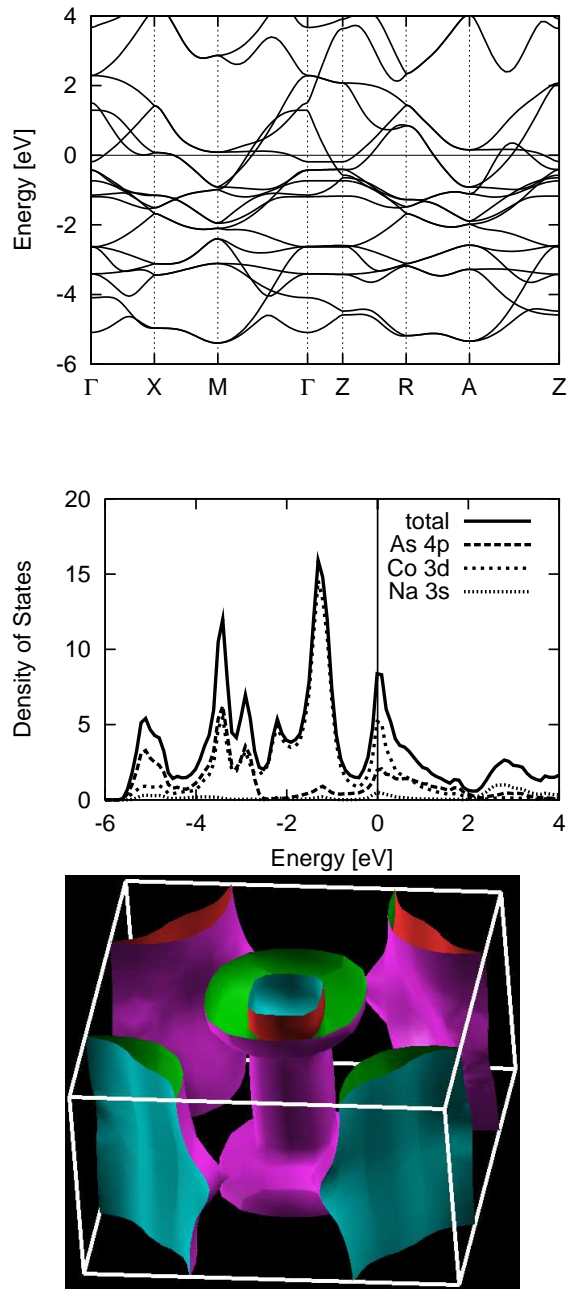 4
2
0
-2
-4
-6
Energy [eV]
Γ X M Γ Z R A Z
20
15
10
5
0
Density of States
total
As 4p
Co 3d
Na 3s
-6 -4 -2 0 2 4
Energy [eV]